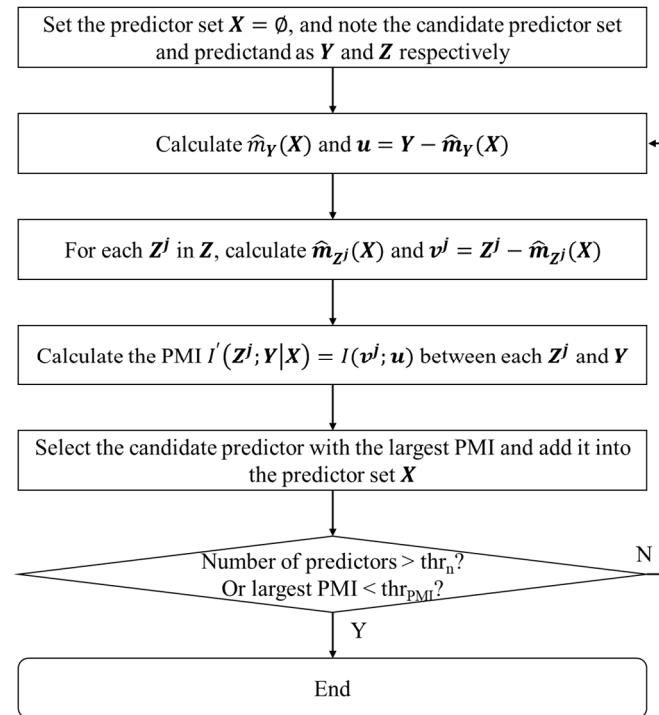 Set the predictor set X = ∅, and note the candidate predictor set
and predictand as Y and Z respectively
Calculate m̂_Y(X) and u = Y − m̂_Y(X)
For each Z^j in Z, calculate m̂_{Z^j}(X) and v^j = Z^j − m̂_{Z^j}(X)
Calculate the PMI I′(Z^j; Y|X) = I(v^j; u) between each Z^j and Y
Select the candidate predictor with the largest PMI and add it into
the predictor set X
Number of predictors > thr_n?
Or largest PMI < thr_PMI?
N
Y
End